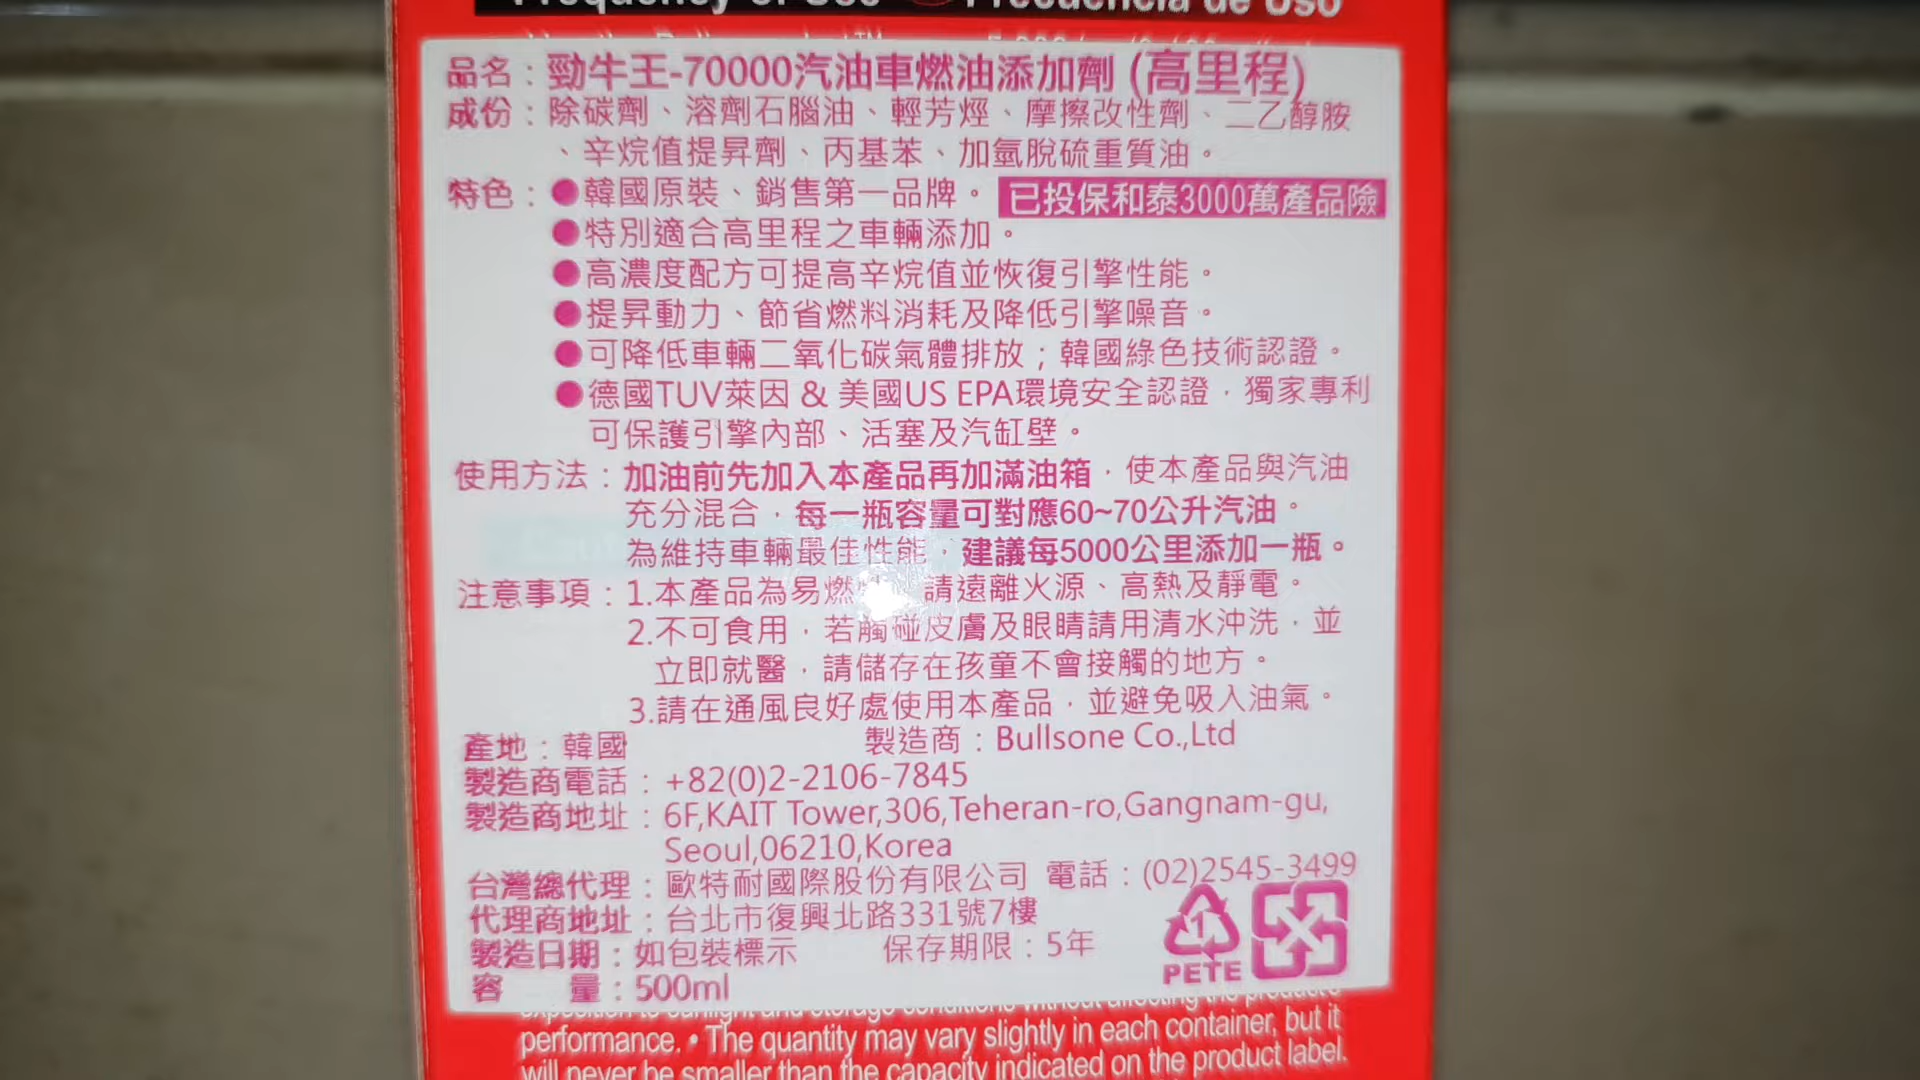 Frequency of Use Frecuencia de Uso
品名：勁牛王-70000汽油車燃油添加劑 (高里程)
成份：除碳劑、溶劑石腦油、輕芳烴、摩擦改性劑、二乙醇胺
、辛烷值提昇劑、丙基苯、加氫脫硫重質油。
特色：●韓國原裝、銷售第一品牌。 已投保和泰3000萬產品險
●特別適合高里程之車輛添加。
●高濃度配方可提高辛烷值並恢復引擎性能。
●提昇動力、節省燃料消耗及降低引擎噪音。
●可降低車輛二氧化碳氣體排放；韓國綠色技術認證。
●德國TUV萊因 & 美國US EPA環境安全認證，獨家專利
可保護引擎內部、活塞及汽缸壁。
使用方法：加油前先加入本產品再加滿油箱，使本產品與汽油
充分混合，每一瓶容量可對應60~70公升汽油。
為維持車輛最佳性能，建議每5000公里添加一瓶。
注意事項：1.本產品為易燃 請遠離火源、高熱及靜電。
2.不可食用，若觸碰皮膚及眼睛請用清水沖洗，並
立即就醫，請儲存在孩童不會接觸的地方。
3.請在通風良好處使用本產品，並避免吸入油氣。
產地：韓國 製造商：Bullsone Co.,Ltd
製造商電話：+82(0)2-2106-7845
製造商地址：6F,KAIT Tower,306,Teheran-ro,Gangnam-gu,
Seoul,06210,Korea
台灣總代理：歐特耐國際股份有限公司 電話：(02)2545-3499
代理商地址：台北市復興北路331號7樓
製造日期：如包裝標示 保存期限：5年
1
PETE
容 量：500ml
performance. • The quantity may vary slightly in each container, but it
will never be smaller than the capacity indicated on the product label.